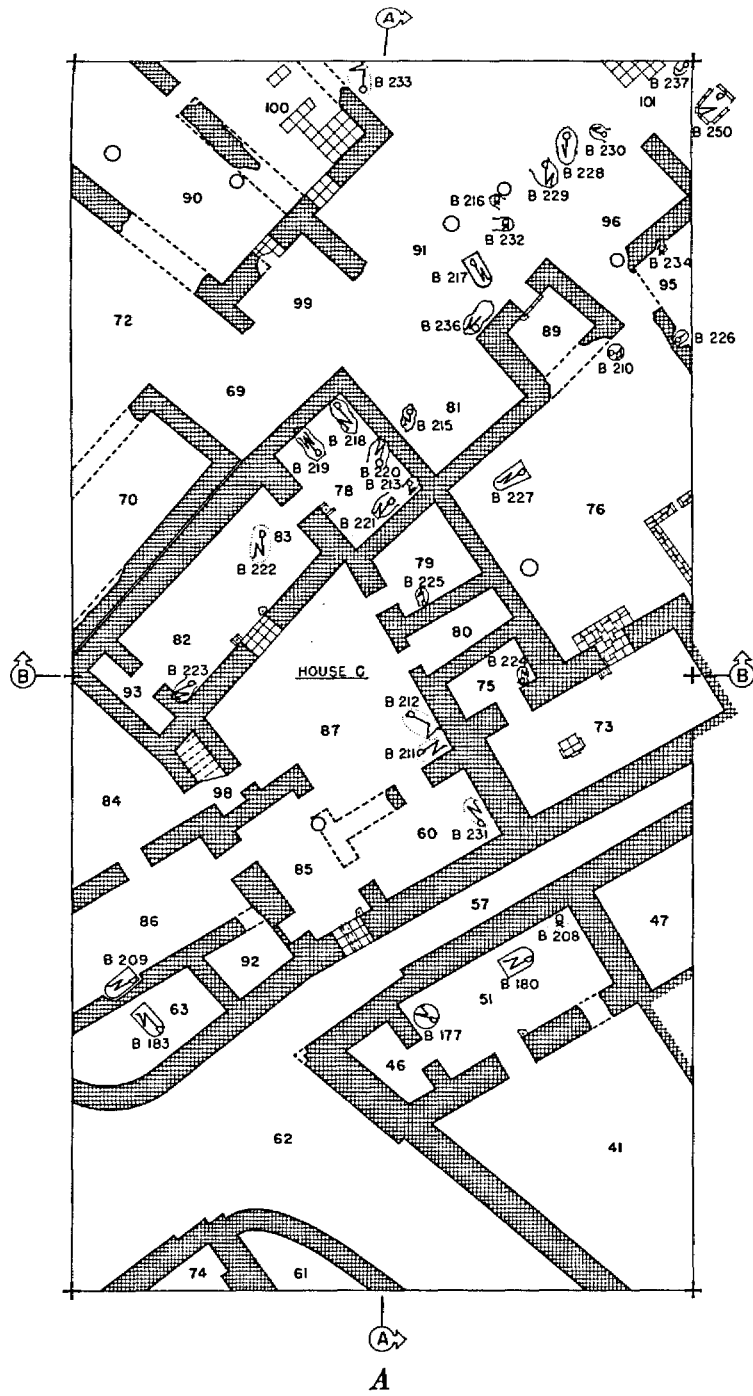 A
B 233
B 237
100
101
B 250
B 230
B 228
B 229
90
B 216
96
B 232
91
B 234
B 217
95
99
72
B 236
89
B 226
B 210
69
81
B 215
B 218
B 219
B 220
B 227
78
B 213
70
76
B 221
83
79
B 222
B 225
80
82
HOUSE G
B 224
B
B
75
93
B 223
B 212
73
87
B 211
84
98
60
B 231
85
57
86
47
B 208
B 209
92
B 180
63
51
B 183
B 177
46
62
41
74
61
A
A